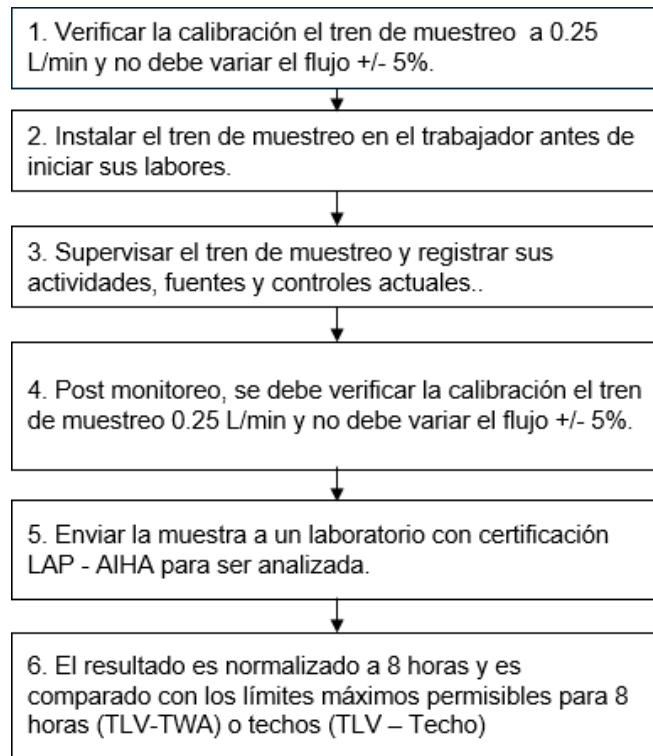 1. Verificar la calibración el tren de muestreo  a 0.25
L/min y no debe variar el flujo +/- 5%.
2. Instalar el tren de muestreo en el trabajador antes de
iniciar sus labores.
3. Supervisar el tren de muestreo y registrar sus
actividades, fuentes y controles actuales..
4. Post monitoreo, se debe verificar la calibración el tren
de muestreo 0.25 L/min y no debe variar el flujo +/- 5%.
5. Enviar la muestra a un laboratorio con certificación
LAP - AIHA para ser analizada.
6. El resultado es normalizado a 8 horas y es
comparado con los límites máximos permisibles para 8
horas (TLV-TWA) o techos (TLV – Techo)